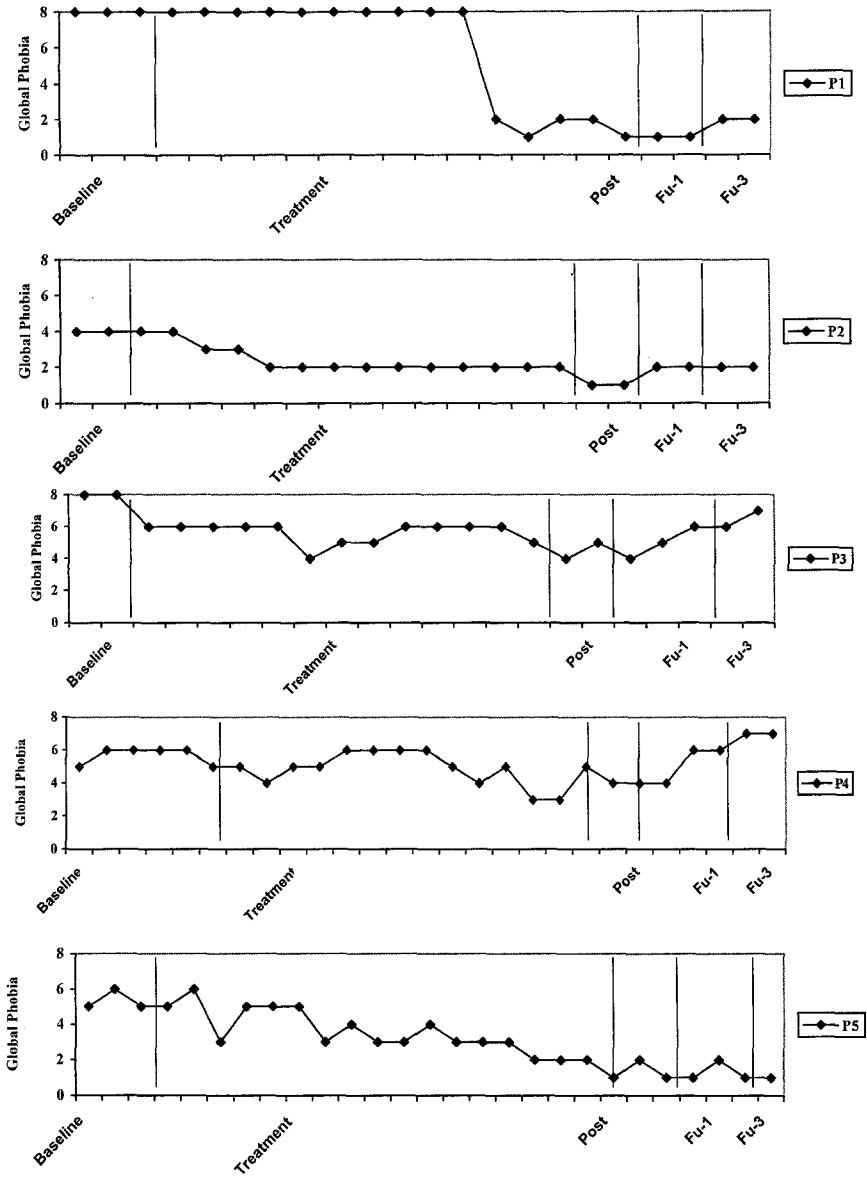 8
6
4
2
0
Global Phobia
P1
Baseline
Treatment
Post
Fu-1
Fu-3
8
6
4
2
0
Global Phobia
P2
Baseline
Treatment
Post
Fu-1
Fu-3
8
6
4
2
0
Global Phobia
P3
Baseline
Treatment
Post
Fu-1
Fu-3
8
6
4
2
0
Global Phobia
P4
Baseline
Treatment
Post
Fu-1
Fu-3
8
6
4
2
0
Global Phobia
P5
Baseline
Treatment
Post
Fu-1
Fu-3